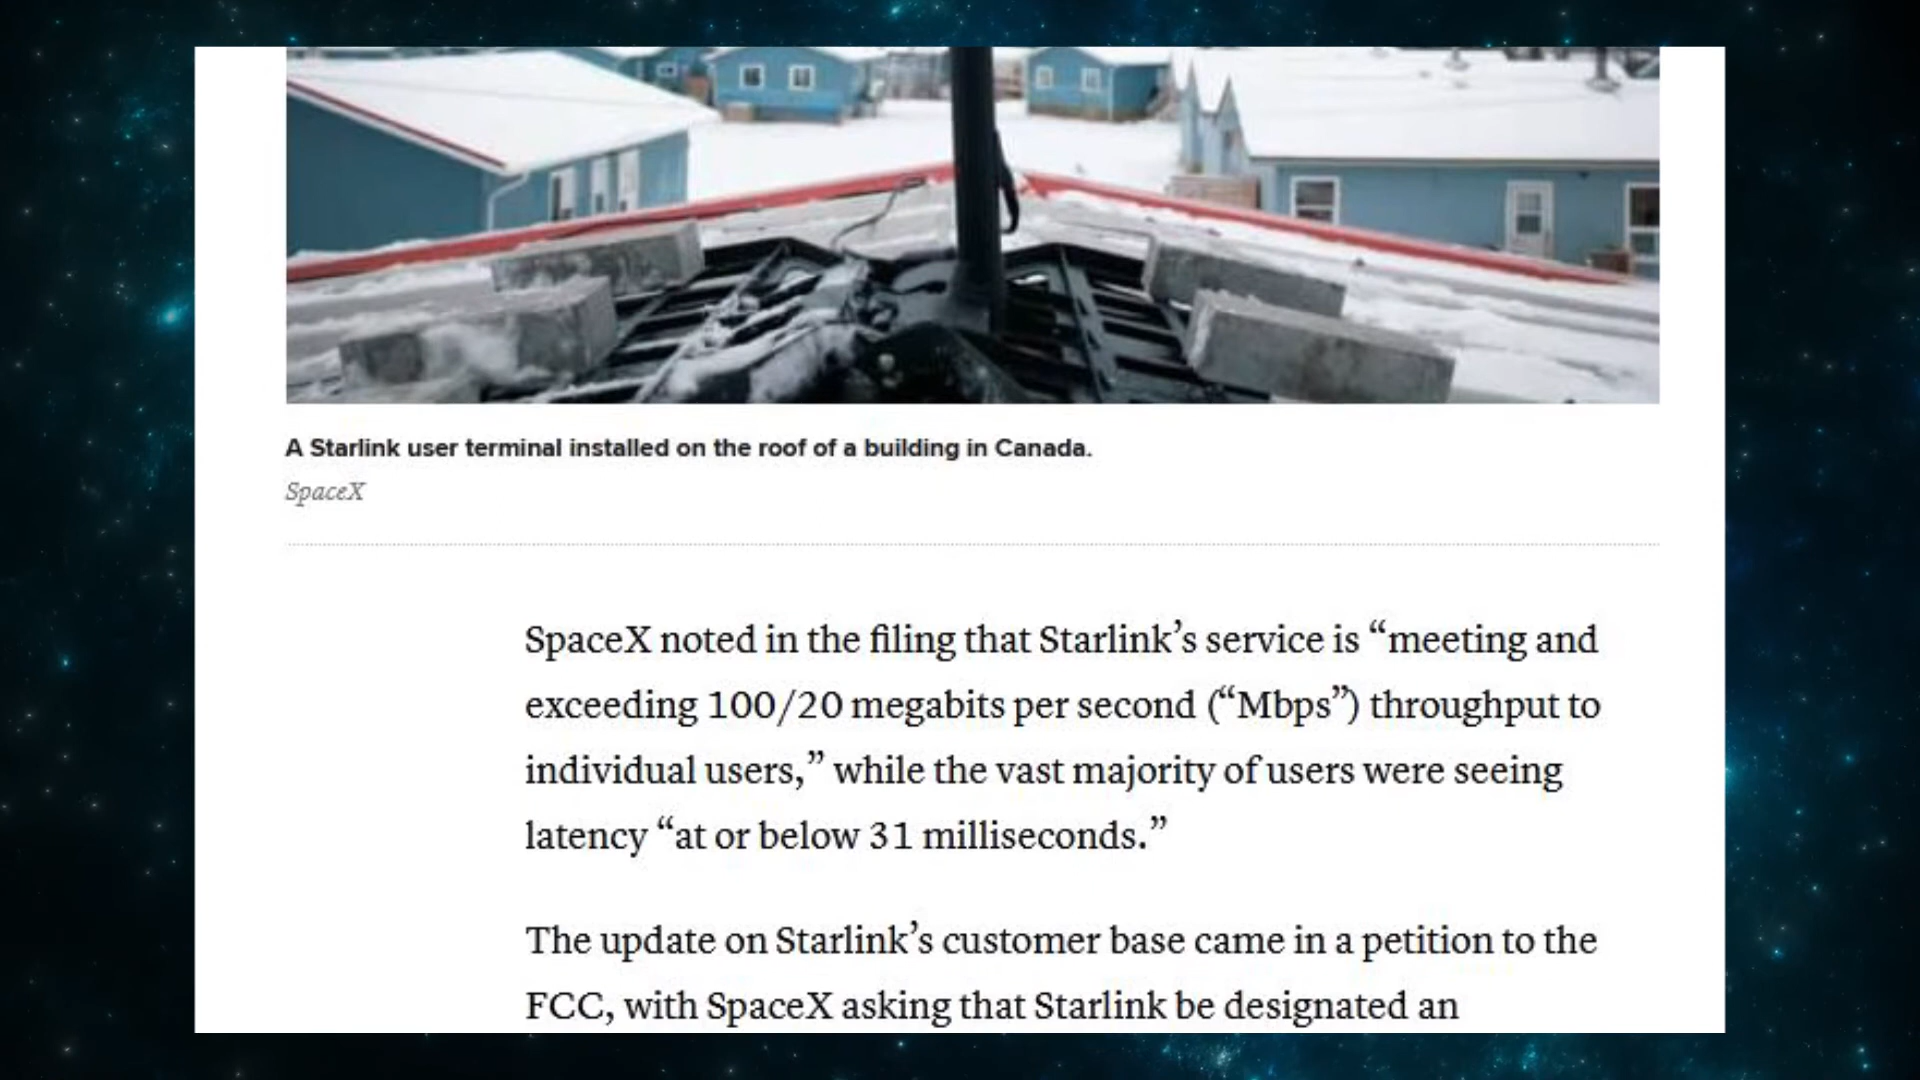 A Starlink user terminal installed on the roof of a building in Canada.
SpaceX
SpaceX noted in the filing that Starlink’s service is “meeting and
exceeding 100/20 megabits per second (“Mbps”) throughput to
individual users,” while the vast majority of users were seeing
latency “at or below 31 milliseconds.”
The update on Starlink’s customer base came in a petition to the
FCC, with SpaceX asking that Starlink be designated an